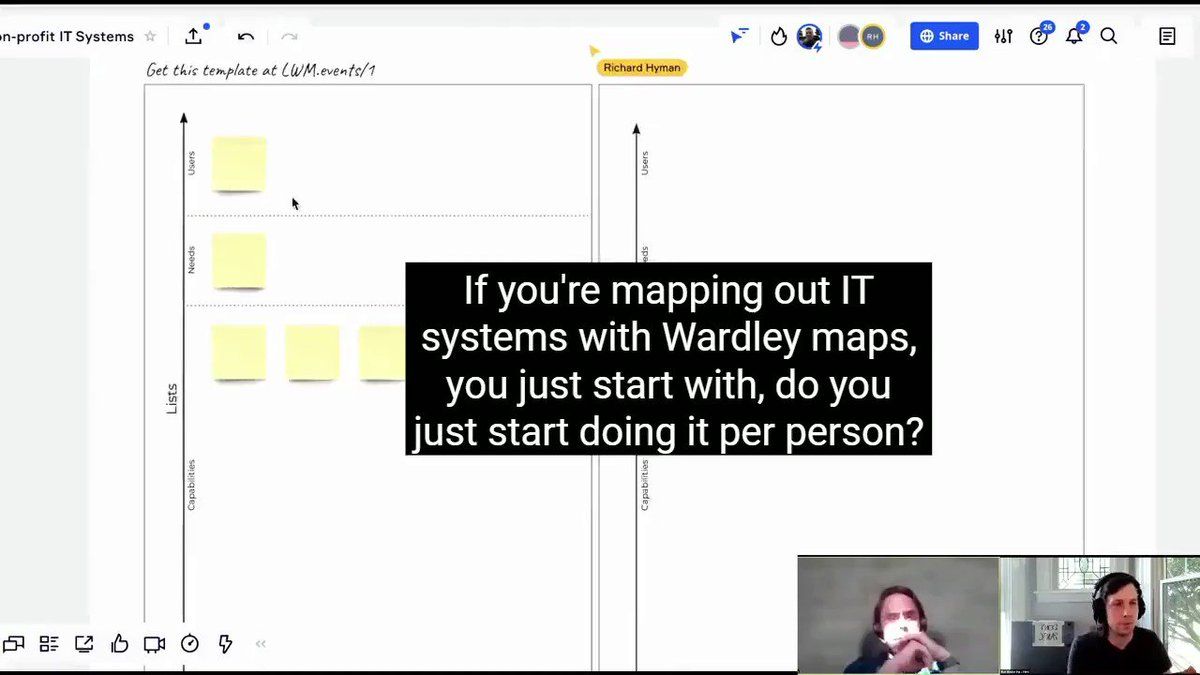 on-profit IT Systems
RH
Share
26
2
Get this template at LWM.events/1
Richard Hyman
Users
Needs
Lists
Capabilities
Users
eds
Capabilities
If you're mapping out IT
systems with Wardley maps,
you just start with, do you
just start doing it per person?